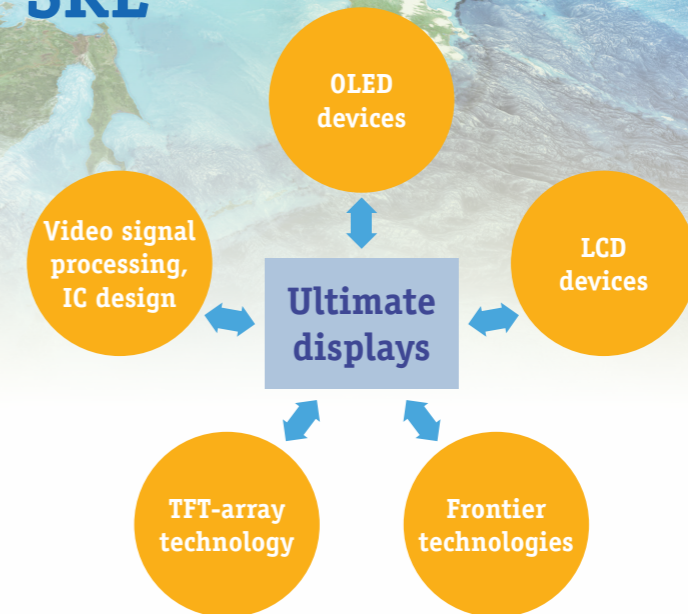 OLED
devices
Video signal
processing,
IC design
LCD
devices
Ultimate
displays
TFT-array
technology
Frontier
technologies